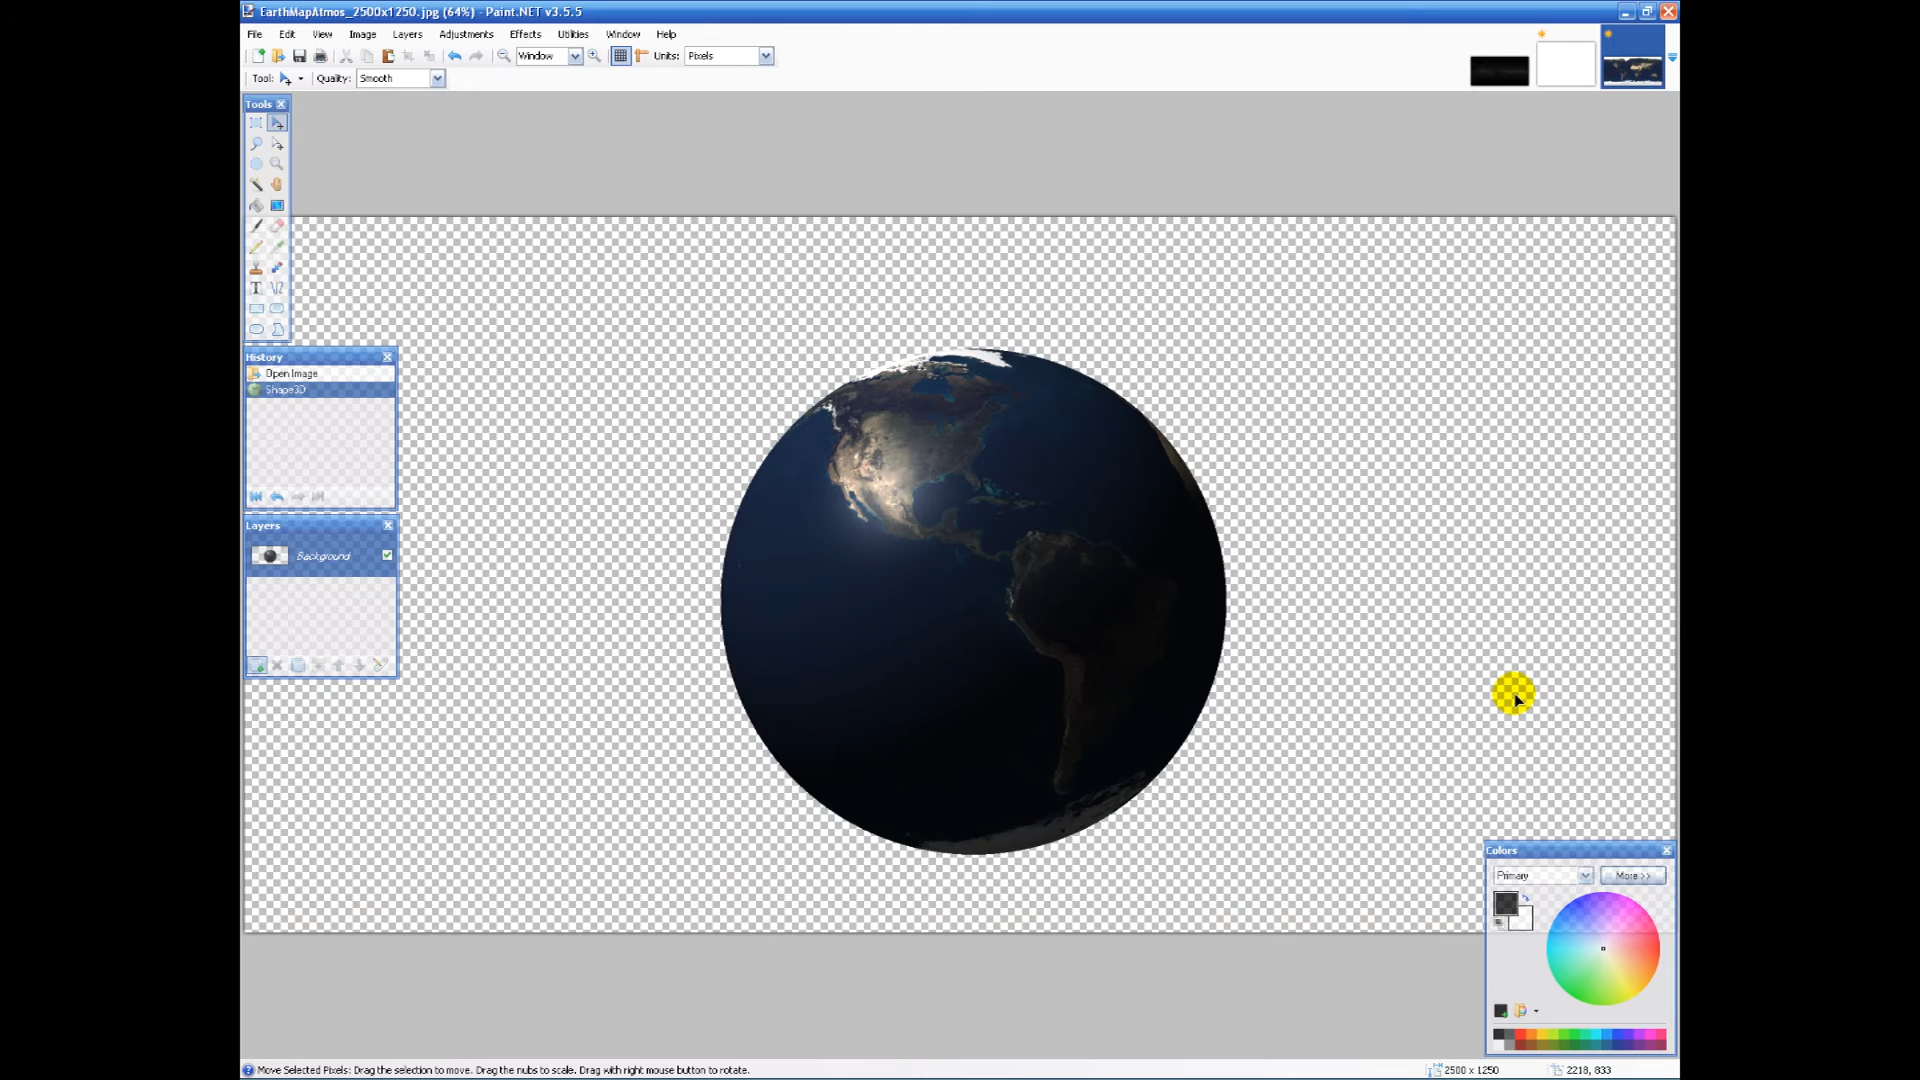 EarthMapAtmos_2500x1250.jpg (64%) - Paint.NET v3.5.5
File Edit View Image Layers Adjustments Effects Utilities Window Help
Window Units: Pixels
Tool: Quality: Smooth
Tools
History
Open Image
Shape3D
Layers
Background
Colors
Primary More >>
Move Selected Pixels: Drag the selection to move. Drag the nubs to scale. Drag with right mouse button to rotate. 2500 x 1250 2218, 833